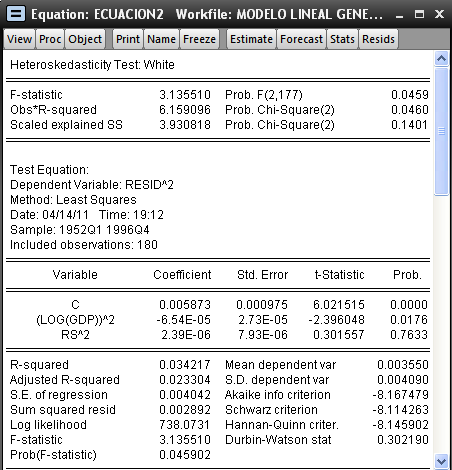 Equation: ECUACION2 Workfile: MODELO LINEAL GENE...
View Proc Object Print Name Freeze Estimate Forecast Stats Resids
Heteroskedasticity Test: White
F-statistic 3.135510 Prob. F(2,177) 0.0459
Obs*R-squared 6.159096 Prob. Chi-Square(2) 0.0460
Scaled explained SS 3.930818 Prob. Chi-Square(2) 0.1401
Test Equation:
Dependent Variable: RESID^2
Method: Least Squares
Date: 04/14/11 Time: 19:12
Sample: 1952Q1 1996Q4
Included observations: 180
Variable Coefficient Std. Error t-Statistic Prob.
C 0.005873 0.000975 6.021515 0.0000
(LOG(GDP))^2 -6.54E-05 2.73E-05 -2.396048 0.0176
RS^2 2.39E-06 7.93E-06 0.301557 0.7633
R-squared 0.034217 Mean dependent var 0.003550
Adjusted R-squared 0.023304 S.D. dependent var 0.004090
S.E. of regression 0.004042 Akaike info criterion -8.167479
Sum squared resid 0.002892 Schwarz criterion -8.114263
Log likelihood 738.0731 Hannan-Quinn criter. -8.145902
F-statistic 3.135510 Durbin-Watson stat 0.302190
Prob(F-statistic) 0.045902